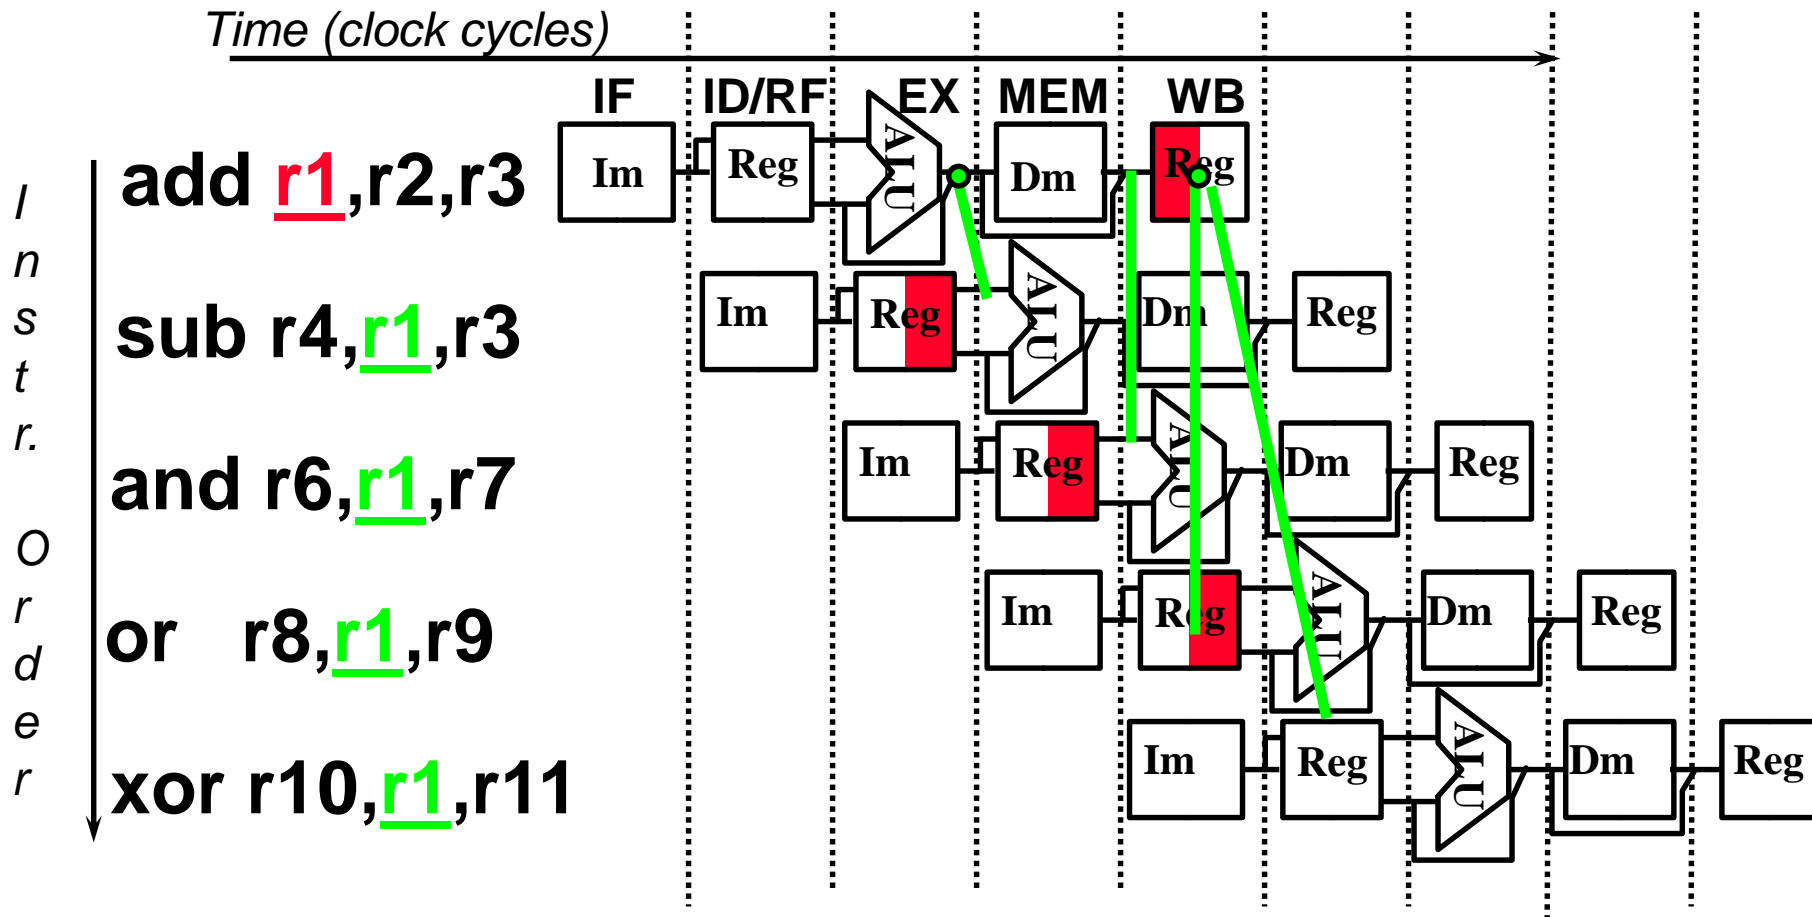 Time (clock cycles)
IF ID/RF EX MEM WB
Instr. Order
add r1,r2,r3
Im Reg ALU Dm Reg
sub r4,r1,r3
Im Reg ALU Dm Reg
and r6,r1,r7
Im Reg ALU Dm Reg
or r8,r1,r9
Im Reg ALU Dm Reg
xor r10,r1,r11
Im Reg ALU Dm Reg